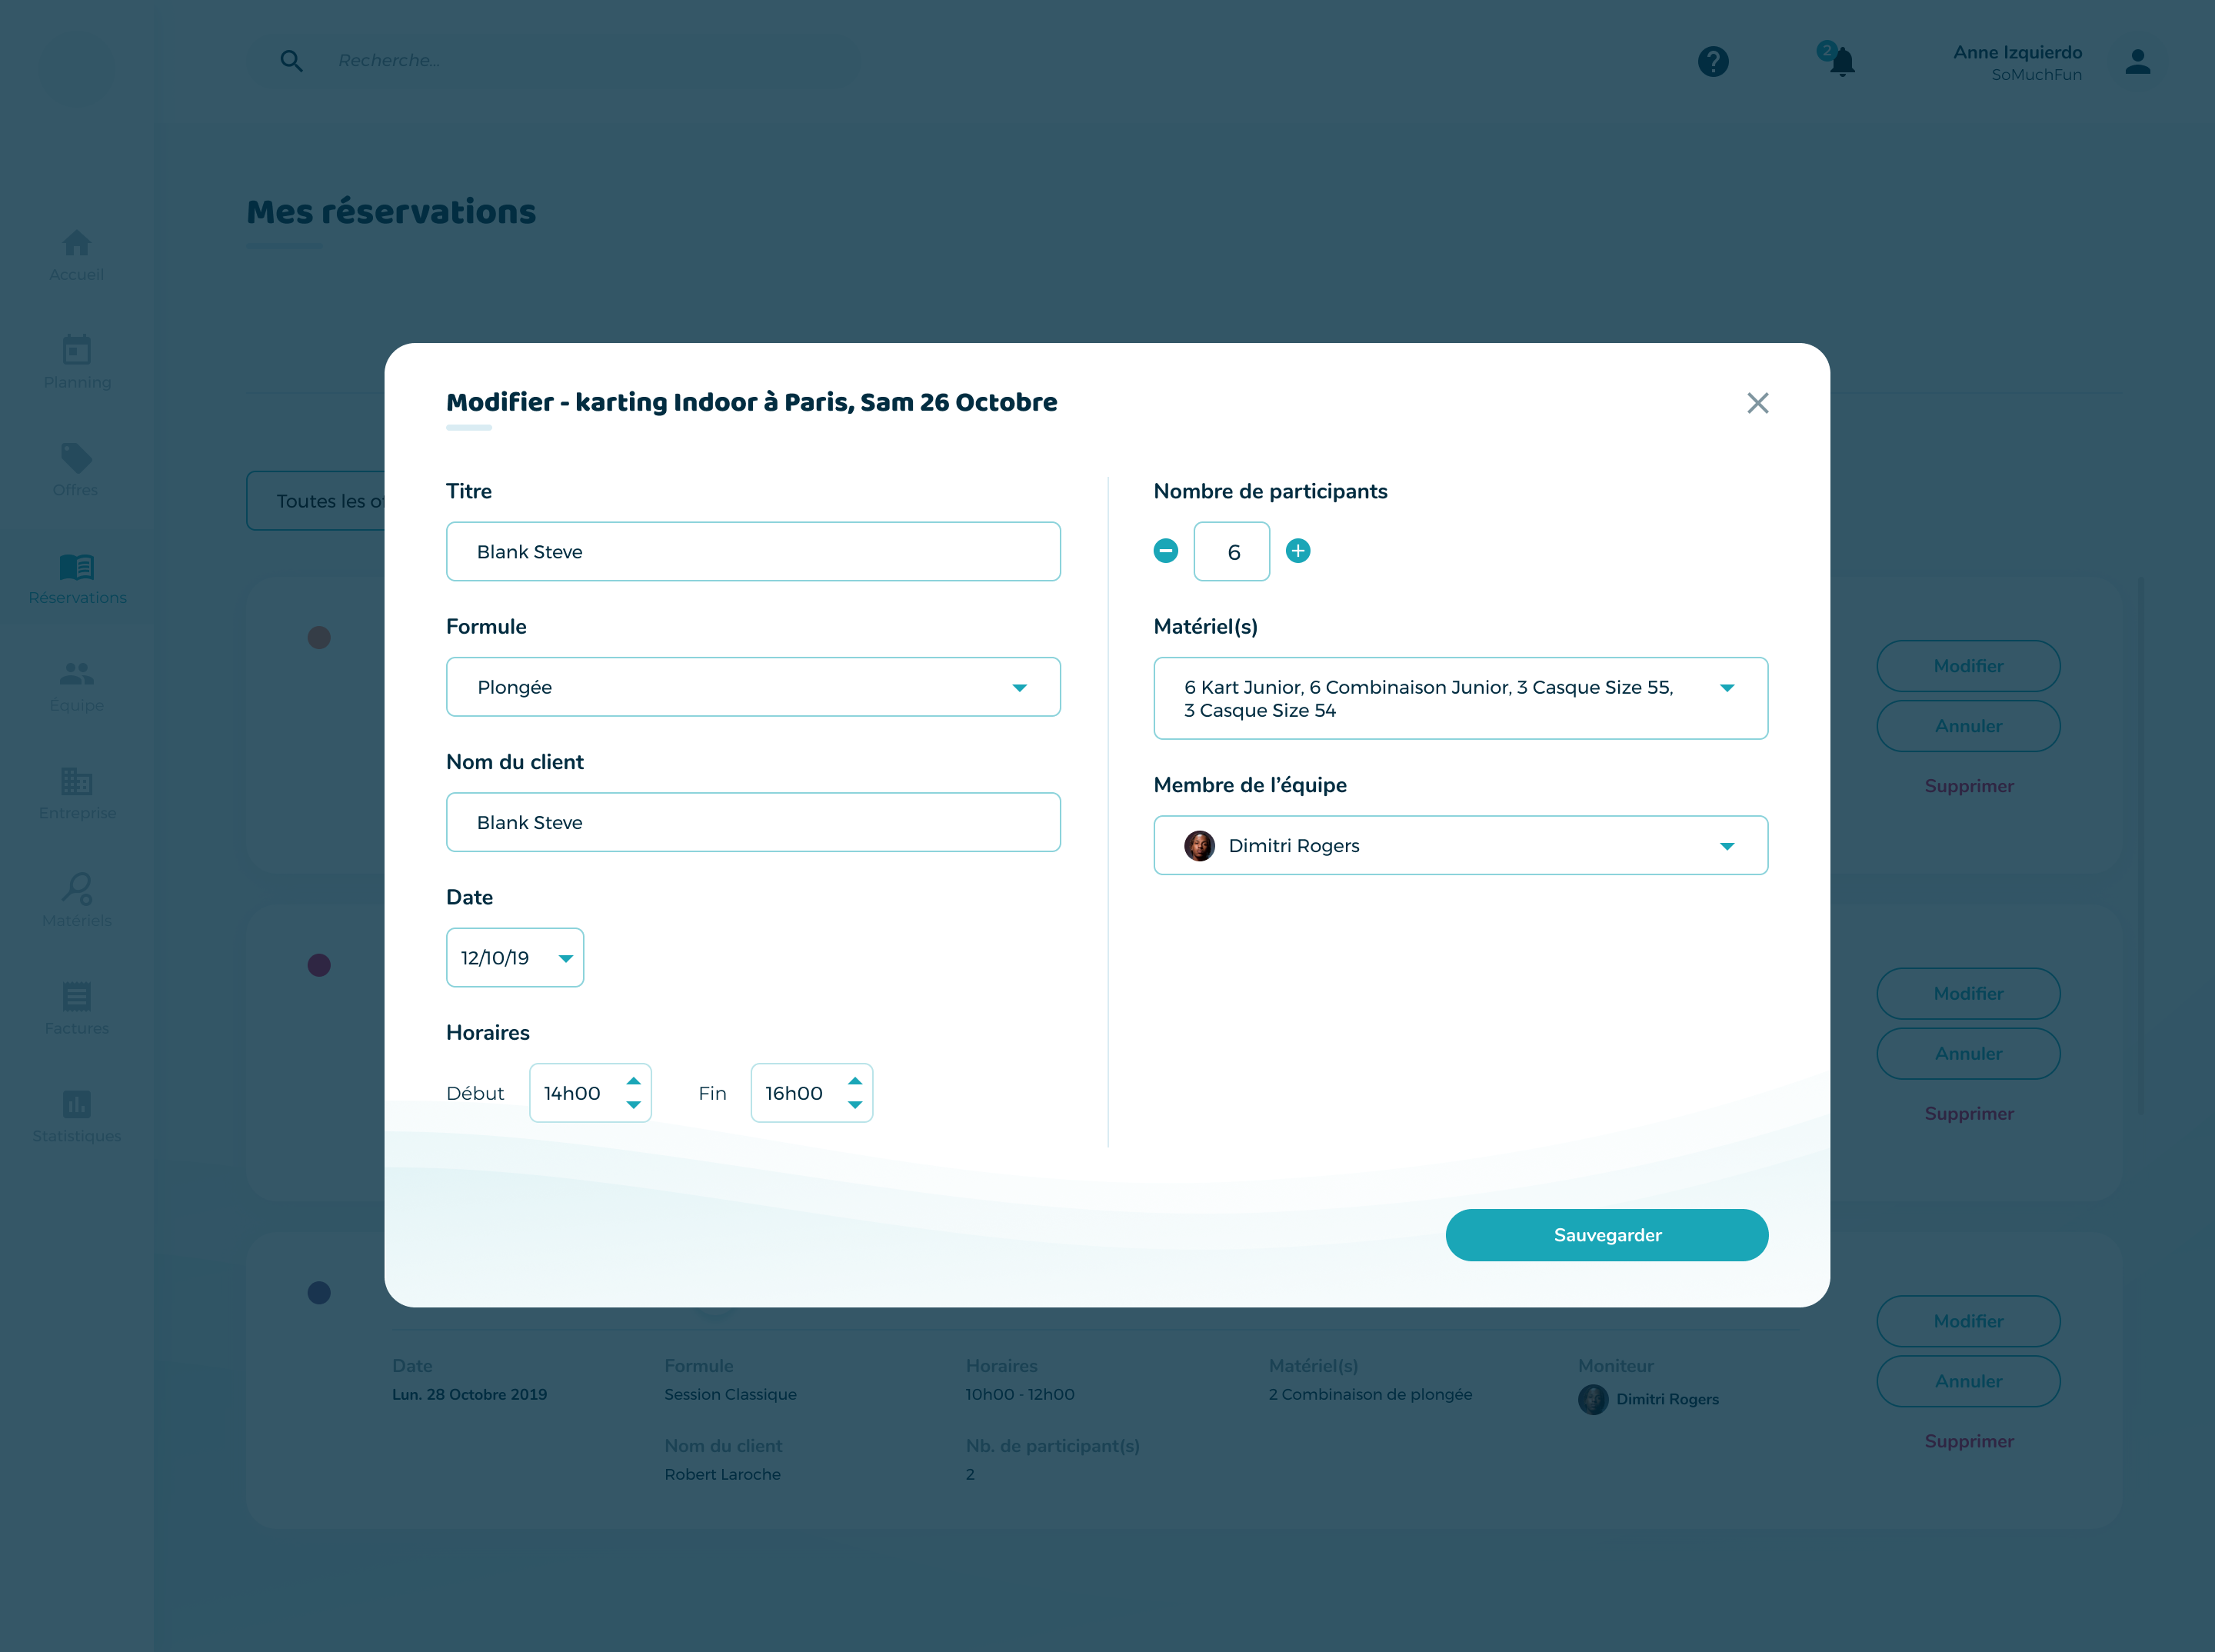 Recherche...
2
Anne Izquierdo
SoMuchFun
Mes réservations
Accueil
Planning
Offres
Réservations
Équipe
Entreprise
Matériels
Factures
Statistiques
Toutes les of
Modifier - karting Indoor à Paris, Sam 26 Octobre
Titre
Blank Steve
Formule
Plongée
Nom du client
Blank Steve
Date
12/10/19
Horaires
Début
14h00
Fin
16h00
Nombre de participants
6
Matériel(s)
6 Kart Junior, 6 Combinaison Junior, 3 Casque Size 55,
3 Casque Size 54
Membre de l’équipe
Dimitri Rogers
Sauvegarder
Modifier
Annuler
Supprimer
Modifier
Annuler
Supprimer
Date
Lun. 28 Octobre 2019
Formule
Session Classique
Nom du client
Robert Laroche
Horaires
10h00 - 12h00
Nb. de participant(s)
2
Matériel(s)
2 Combinaison de plongée
Moniteur
Dimitri Rogers
Modifier
Annuler
Supprimer